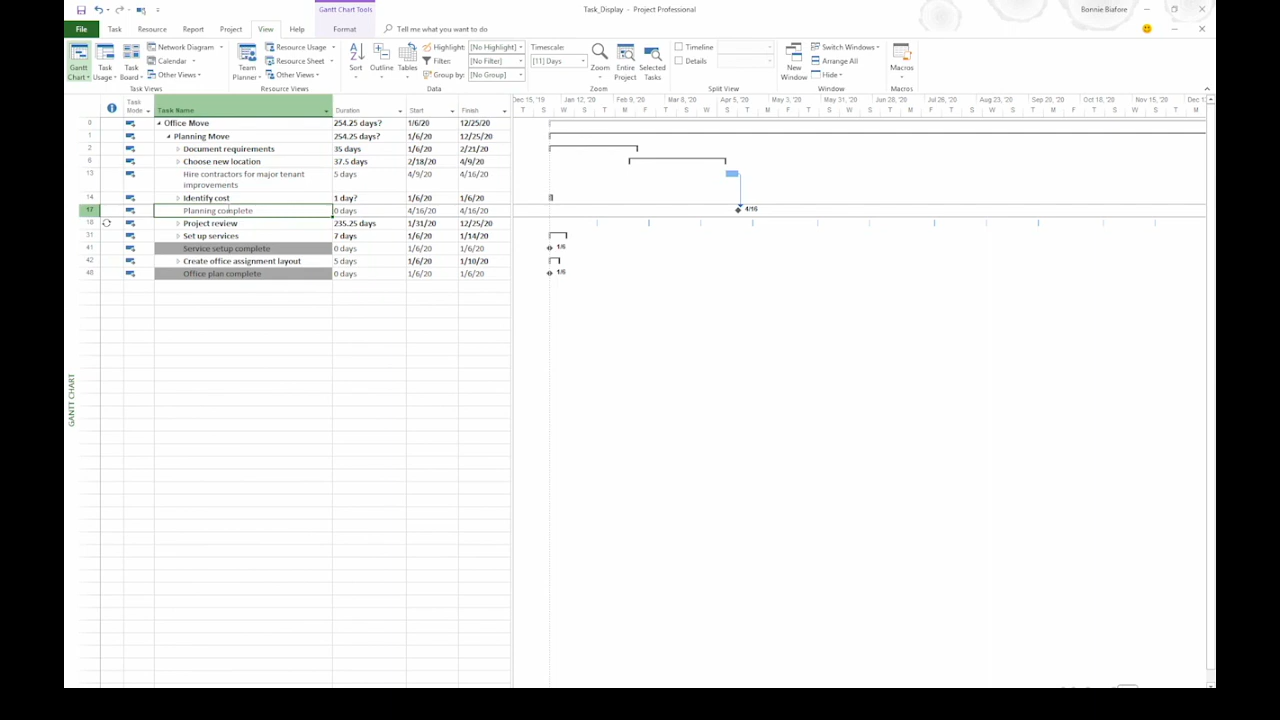 Gantt Chart Tools
Task_Display - Project Professional
Bonnie Biafore
File Task Resource Report Project View Help Format Tell me what you want to do
Gantt Chart
Task Usage
Task Board
Network Diagram
Calendar
Other Views
Task Views
Team Planner
Resource Usage
Resource Sheet
Other Views
Resource Views
Sort
Outline
Tables
Highlight: [No Highlight]
Filter: [No Filter]
Group by: [No Group]
Data
Timescale:
[11] Days
Zoom
Entire Project
Selected Tasks
Zoom
Timeline
Details
Split View
New Window
Switch Windows
Arrange All
Hide
Window
Macros
Macros
Task Mode Task Name Duration Start Finish
Dec 15, '19 Jan 12, '20 Feb 9, '20 Mar 8, '20 Apr 5, '20 May 3, '20 May 31, '20 Jun 28, '20 Jul 26, '20 Aug 23, '20 Sep 20, '20 Oct 18, '20 Nov 15, '20 Dec 1
T S W F M S T T S W F M S T T S W F M S T T S W M
0 Office Move 254.25 days? 1/6/20 12/25/20
1 Planning Move 254.25 days? 1/6/20 12/25/20
2 Document requirements 35 days 1/6/20 2/21/20
6 Choose new location 37.5 days 2/18/20 4/9/20
13 Hire contractors for major tenant improvements 5 days 4/9/20 4/16/20
14 Identify cost 1 day? 1/6/20 1/6/20
17 Planning complete 0 days 4/16/20 4/16/20 4/16
18 Project review 235.25 days 1/31/20 12/25/20
31 Set up services 7 days 1/6/20 1/14/20
41 Service setup complete 0 days 1/6/20 1/6/20 1/6
42 Create office assignment layout 5 days 1/6/20 1/10/20
48 Office plan complete 0 days 1/6/20 1/6/20 1/6
GANTT CHART